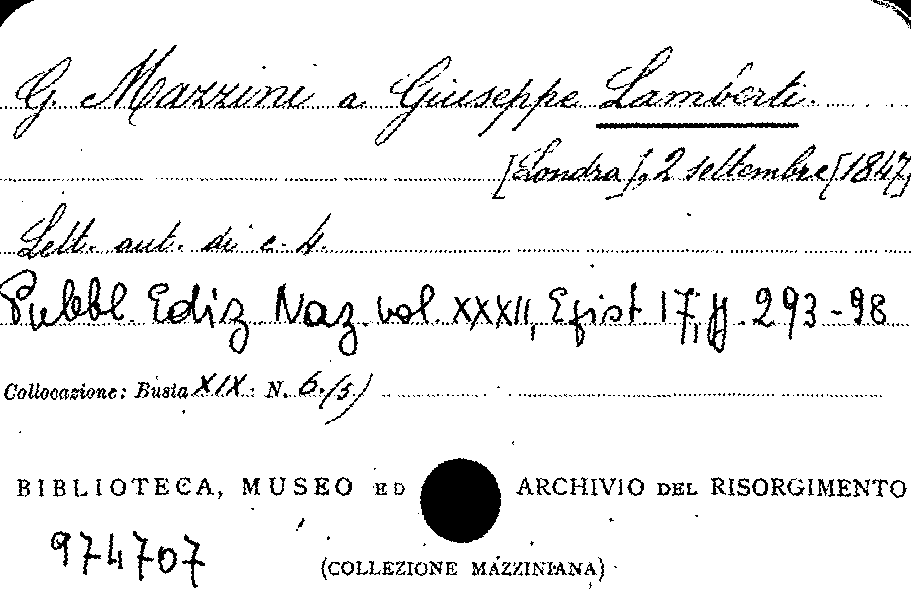 G. Mazzini a Giuseppe Lamberti.
[Londra], 2 settembre [1847]
Lett. aut. di c. 4.
Pubbl. Ediz. Naz. vol. XXXII, Epist. 17, pp. 293-98
Collocazione: Busta XIX. N. 6./5)
BIBLIOTECA, MUSEO ED ARCHIVIO DEL RISORGIMENTO
974707
(COLLEZIONE MAZZINIANA)